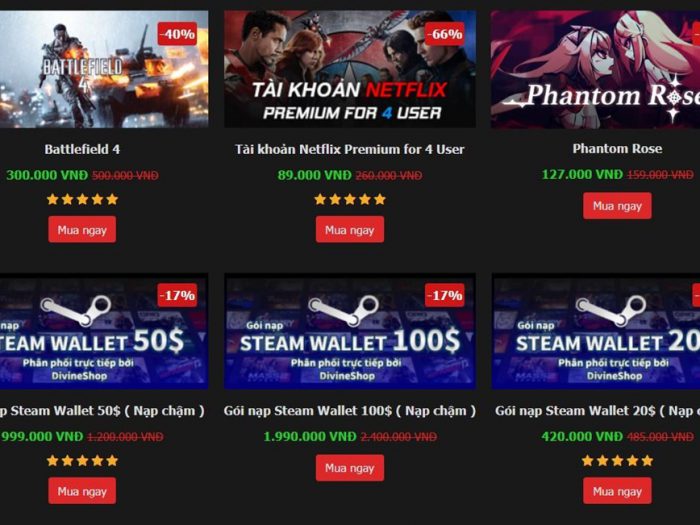 -40%
BATTLEFIELD
4
Battlefield 4
300.000 VNĐ 500.000 VNĐ
Mua ngay
-66%
TÀI KHOẢN NETFLIX
PREMIUM FOR 4 USER
Tài khoản Netflix Premium for 4 User
89.000 VNĐ 260.000 VNĐ
Mua ngay
Phantom Rose
Phantom Rose
127.000 VNĐ 159.000 VNĐ
Mua ngay
-17%
nạp
STEAM WALLET 50$
Phân phối trực tiếp bởi
DivineShop
Steam Wallet 50$ ( Nạp chậm )
999.000 VNĐ 1.200.000 VNĐ
Mua ngay
-17%
Gói nạp
STEAM WALLET 100$
Phân phối trực tiếp bởi
DivineShop
Gói nạp Steam Wallet 100$ ( Nạp chậm )
1.990.000 VNĐ 2.400.000 VNĐ
Mua ngay
Gói nạp
STEAM WALLET 20
Phân phối trực tiếp bởi
DivineShop
Gói nạp Steam Wallet 20$ ( Nạp
420.000 VNĐ 485.000 VNĐ
Mua ngay